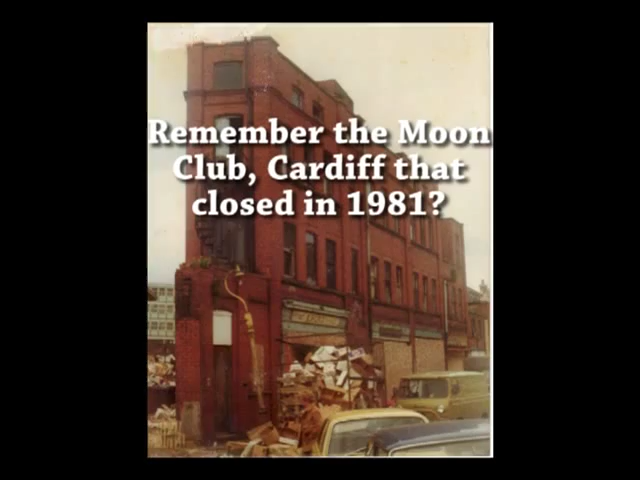 Remember the Moon
Club, Cardiff that
closed in 1981?